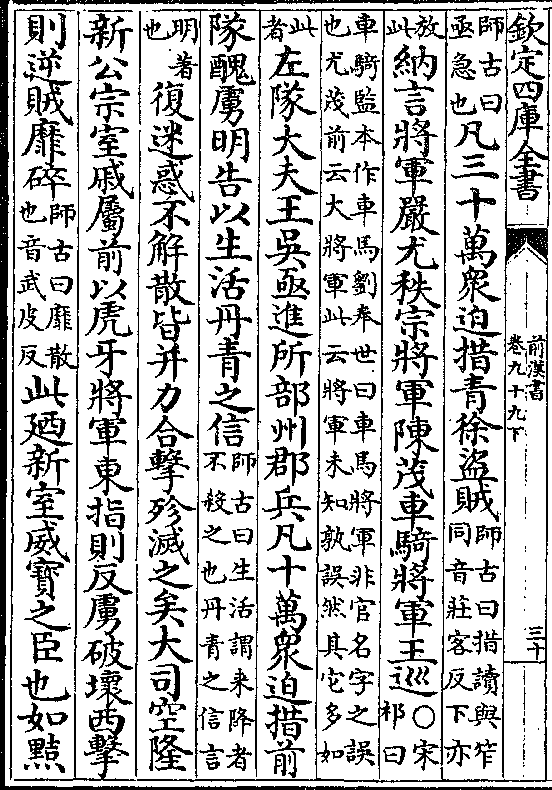 欽定四庫全書
前漢書
卷九十九下
三十
師古曰
亟急也
凡三十萬衆迫措青徐盜賊
師古曰措讀與笮
同音莊客反下亦
放
此
納言將軍嚴尤秩宗將軍陳茂車騎將軍王巡
○宋
祁曰
車騎監本作車馬劉奉世曰車馬將軍非官名字之誤
也尤茂前云大將軍此云將軍未知孰誤然具它多如
此
者
左隊大夫王吳亟進所部州郡兵凡十萬衆迫措前
隊醜虜明告以生活丹青之信
師古曰生活謂来降者
不殺之也丹青之信言
明著
也
復迷惑不解散皆并力合擊殄滅之矣大司空隆
新公宗室戚屬前以虎牙將軍東指則反虜破壞西擊
則逆賊靡碎
師古曰靡散
也音武皮反
此廼新室威寶之臣也如黠